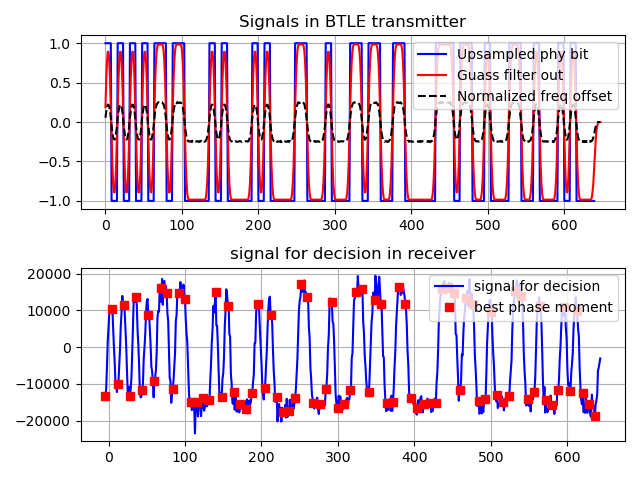 Signals in BTLE transmitter
1.0
0.5
0.0
−0.5
−1.0
Upsampled phy bit
Guass filter out
Normalized freq offset
0 100 200 300 400 500 600
signal for decision in receiver
20000
10000
0
−10000
−20000
signal for decision
best phase moment
0 100 200 300 400 500 600